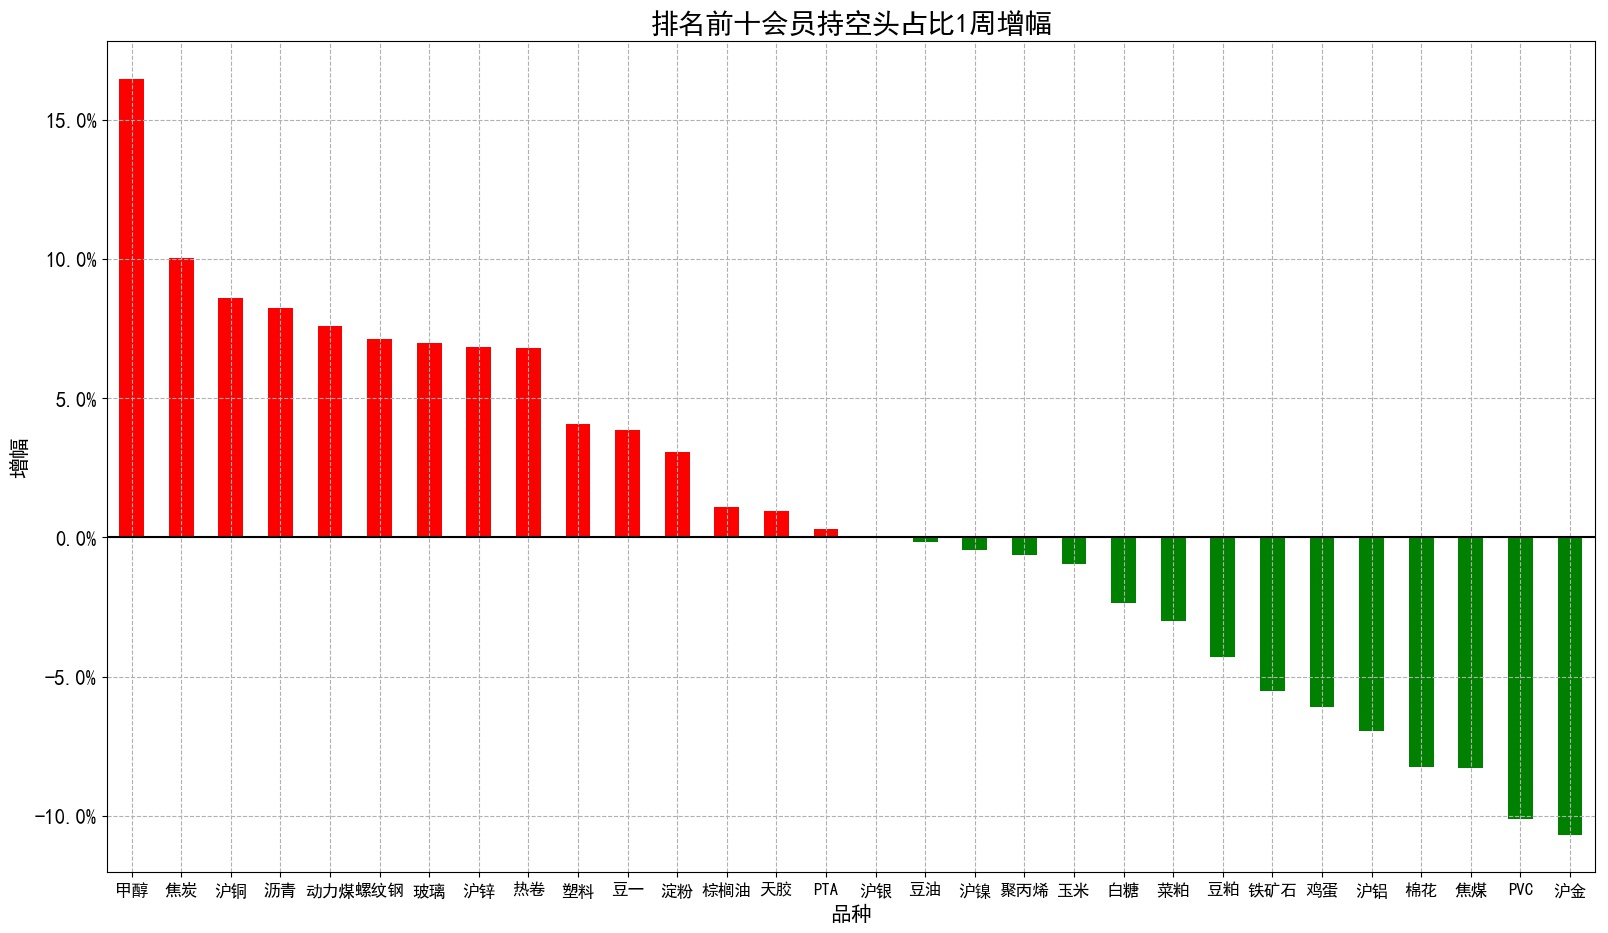 排名前十会员持空头占比1周增幅
增幅
15.0%
10.0%
5.0%
0.0%
−5.0%
−10.0%
甲醇 焦炭 沪铜 沥青 动力煤 螺纹钢 玻璃 沪锌 热卷 塑料 豆一 淀粉 棕榈油 天胶 PTA 沪银 豆油 沪镍 聚丙烯 玉米 白糖 菜粕 豆粕 铁矿石 鸡蛋 沪铝 棉花 焦煤 PVC 沪金
品种